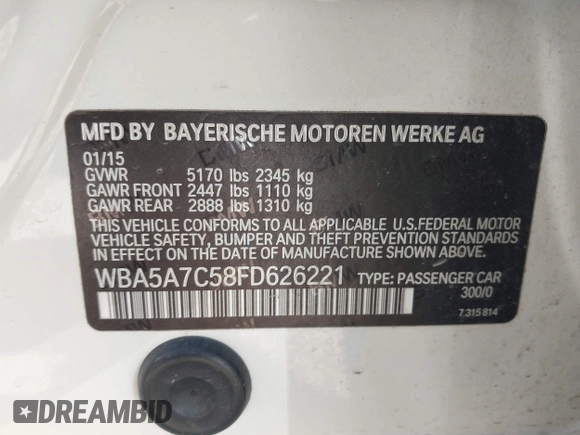 MFD BY BAYERISCHE MOTOREN WERKE AG
01/15
GVWR 5170 lbs 2345 kg
GAWR FRONT 2447 lbs 1110 kg
GAWR REAR 2888 lbs 1310 kg
THIS VEHICLE CONFORMS TO ALL APPLICABLE U.S.FEDERAL MOTOR
VEHICLE SAFETY, BUMPER AND THEFT PREVENTION STANDARDS
IN EFFECT ON THE DATE OF MANUFACTURE SHOWN ABOVE.
WBA5A7C58FD626221 TYPE: PASSENGER CAR
300/0
7 315 814
DREAMBID